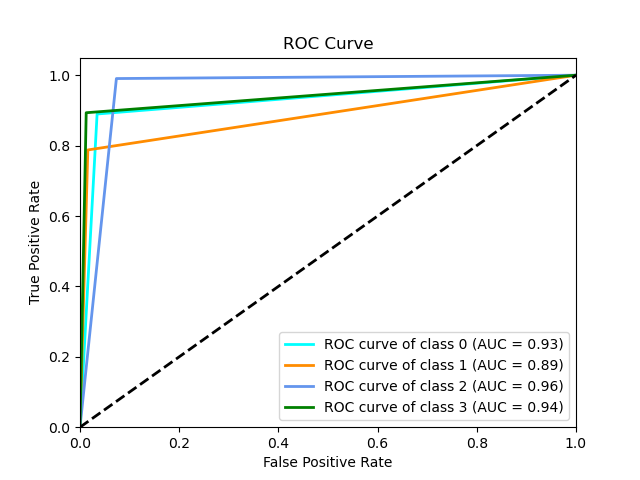 ROC Curve
True Positive Rate
1.0
0.8
0.6
0.4
0.2
0.0
ROC curve of class 0 (AUC = 0.93)
ROC curve of class 1 (AUC = 0.89)
ROC curve of class 2 (AUC = 0.96)
ROC curve of class 3 (AUC = 0.94)
0.0 0.2 0.4 0.6 0.8 1.0
False Positive Rate